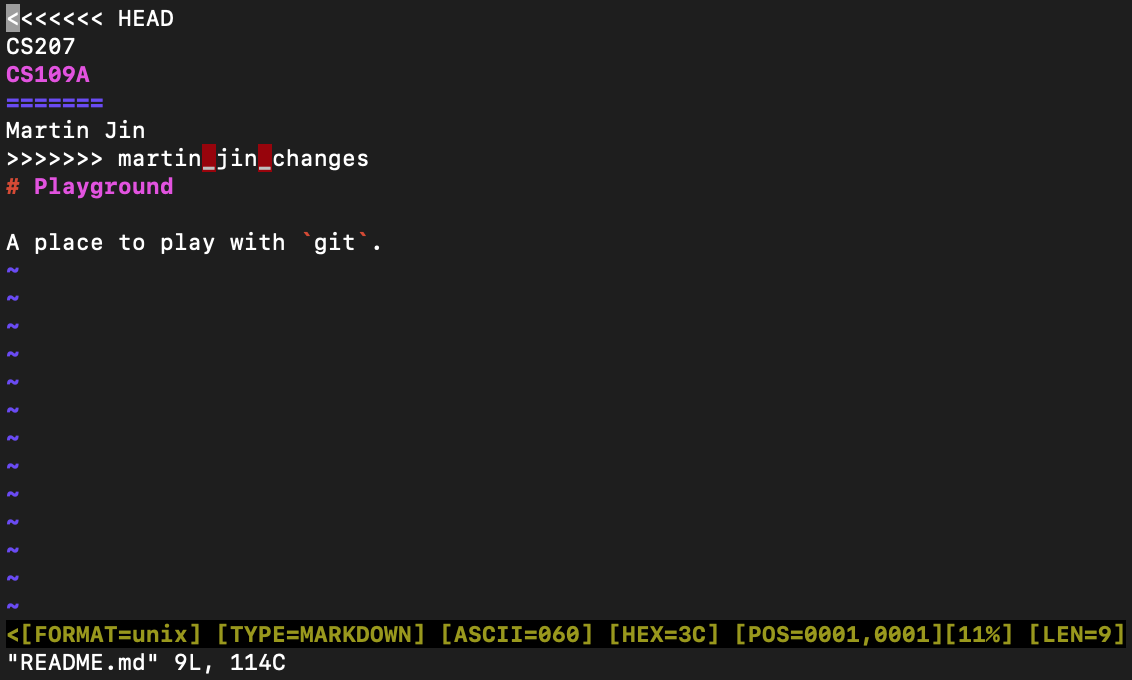 <<<<<<< HEAD
CS207
CS109A
=======
Martin Jin
>>>>>>> martin_jin_changes
# Playground

A place to play with `git`.
~
~
~
~
~
~
~
~
~
~
~
~
~
<[FORMAT=unix] [TYPE=MARKDOWN] [ASCII=060] [HEX=3C] [POS=0001,0001][11%] [LEN=9]
"README.md" 9L, 114C